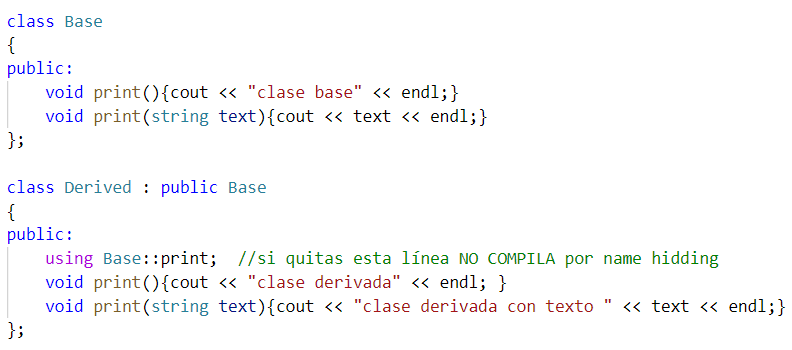 class Base
{
public:
    void print(){cout << "clase base" << endl;}
    void print(string text){cout << text << endl;}
};

class Derived : public Base
{
public:
    using Base::print;  //si quitas esta línea NO COMPILA por name hidding
    void print(){cout << "clase derivada" << endl; }
    void print(string text){cout << "clase derivada con texto " << text << endl;}
};